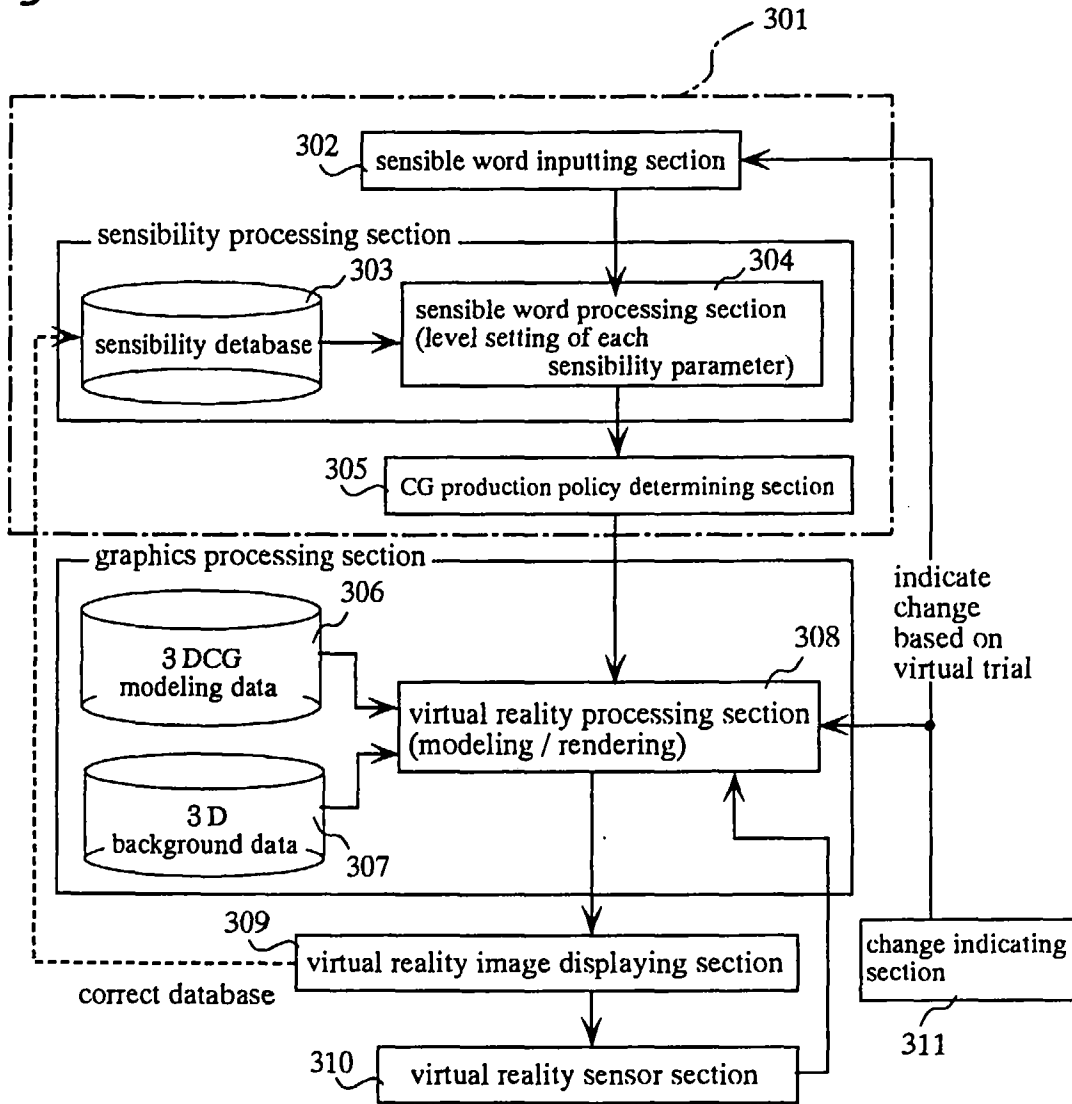 301
302
sensible word inputting section
sensibility processing section
303
304
sensibility detabase
sensible word processing section
(level setting of each
sensibility parameter)
305
CG production policy determining section
graphics processing section
306
3DCG
modeling data
indicate
change
based on
virtual trial
308
virtual reality processing section
(modeling / rendering)
3D
background data
307
309
virtual reality image displaying section
correct database
change indicating
section
311
310
virtual reality sensor section